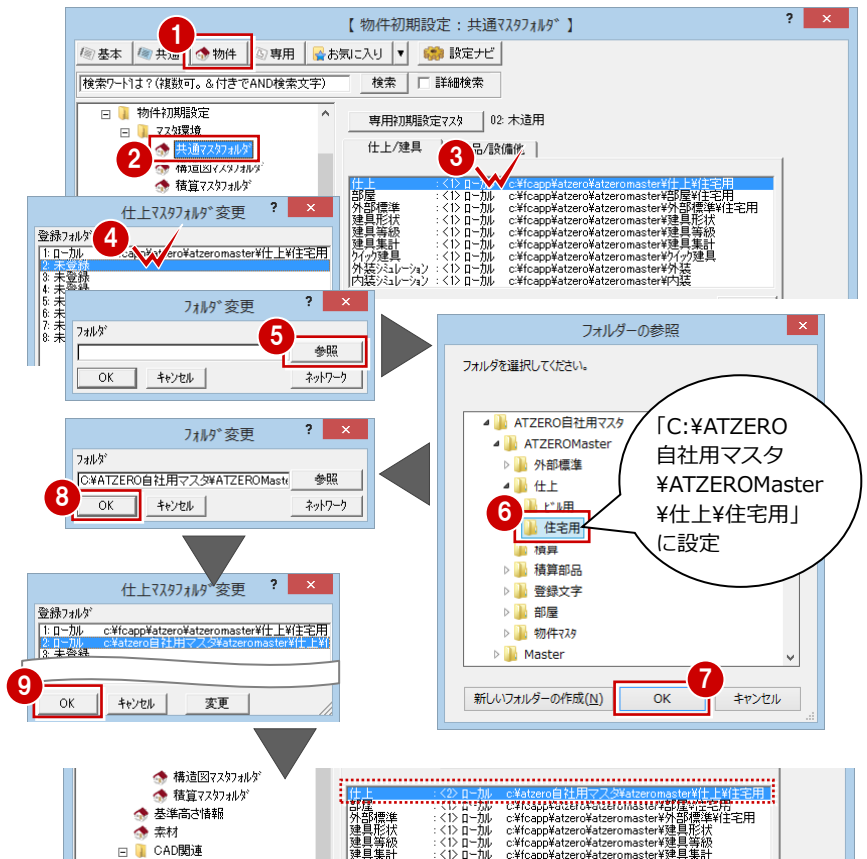 【 物件初期設定：共通ﾏｽﾀﾌｫﾙﾀﾞ 】
? ×
1
基本 共通 物件 専用 お気に入り ▼ 設定ナビ
検索ﾜｰﾄﾞは？(複数可。&付きでAND検索文字) 検索 詳細検索
物件初期設定
ﾏｽﾀ環境
2
共通ﾏｽﾀﾌｫﾙﾀﾞ
構造図ﾏｽﾀﾌｫﾙﾀﾞ
積算ﾏｽﾀﾌｫﾙﾀﾞ
専用初期設定ﾏｽﾀ 02: 木造用
仕上/建具 品/設備他
3
仕上 : <1> ﾛｰｶﾙ c:¥fcapp¥atzero¥atzeromaster¥仕上¥住宅用
部屋 : <1> ﾛｰｶﾙ c:¥fcapp¥atzero¥atzeromaster¥部屋¥住宅用
外部標準 : <1> ﾛｰｶﾙ c:¥fcapp¥atzero¥atzeromaster¥外部標準¥住宅用
建具形状 : <1> ﾛｰｶﾙ c:¥fcapp¥atzero¥atzeromaster¥建具形状
建具等級 : <1> ﾛｰｶﾙ c:¥fcapp¥atzero¥atzeromaster¥建具等級
建具集計 : <1> ﾛｰｶﾙ c:¥fcapp¥atzero¥atzeromaster¥建具集計
ｸｲｯｸ建具 : <1> ﾛｰｶﾙ c:¥fcapp¥atzero¥atzeromaster¥ｸｲｯｸ建具
外装ｼﾐｭﾚｰｼｮﾝ : <1> ﾛｰｶﾙ c:¥fcapp¥atzero¥atzeromaster¥外装
内装ｼﾐｭﾚｰｼｮﾝ : <1> ﾛｰｶﾙ c:¥fcapp¥atzero¥atzeromaster¥内装
仕上ﾏｽﾀﾌｫﾙﾀﾞ変更 ? ×
登録ﾌｫﾙﾀﾞ
4
1: ﾛｰｶﾙ c:¥fcapp¥atzero¥atzeromaster¥仕上¥住宅用
2: 未登録
3: 未登録
4: 未登録
5: 未
6: 未
7: 未
8: 未
ﾌｫﾙﾀﾞ変更 ? ×
ﾌｫﾙﾀﾞ
5
参照
OK ｷｬﾝｾﾙ ﾈｯﾄﾜｰｸ
フォルダーの参照 ×
フォルダを選択してください。
ATZERO自社用マスタ
ATZEROMaster
外部標準
仕上
ビル用
6
住宅用
積算
積算部品
登録文字
部屋
物件ﾏｽﾀ
Master
7
新しいフォルダーの作成(N) OK キャンセル
「C:¥ATZERO
自社用マスタ
¥ATZEROMaster
¥仕上¥住宅用」
に設定
ﾌｫﾙﾀﾞ変更 ? ×
ﾌｫﾙﾀﾞ
C:¥ATZERO自社用マスタ¥ATZEROMaste 参照
8
OK ｷｬﾝｾﾙ ﾈｯﾄﾜｰｸ
仕上ﾏｽﾀﾌｫﾙﾀﾞ変更 ? ×
登録ﾌｫﾙﾀﾞ
1: ﾛｰｶﾙ c:¥fcapp¥atzero¥atzeromaster¥仕上¥住宅用
2: ﾛｰｶﾙ c:¥atzero自社用マスタ¥atzeromaster¥仕上¥
3: 未登録
9
OK ｷｬﾝｾﾙ 変更
構造図ﾏｽﾀﾌｫﾙﾀﾞ
積算ﾏｽﾀﾌｫﾙﾀﾞ
基準高さ情報
素材
CAD関連
仕上 : <2> ﾛｰｶﾙ c:¥atzero自社用マスタ¥atzeromaster¥仕上¥住宅用
部屋 : <1> ﾛｰｶﾙ c:¥fcapp¥atzero¥atzeromaster¥部屋¥住宅用
外部標準 : <1> ﾛｰｶﾙ c:¥fcapp¥atzero¥atzeromaster¥外部標準¥住宅用
建具形状 : <1> ﾛｰｶﾙ c:¥fcapp¥atzero¥atzeromaster¥建具形状
建具等級 : <1> ﾛｰｶﾙ c:¥fcapp¥atzero¥atzeromaster¥建具等級
建具集計 : <1> ﾛｰｶﾙ c:¥fcapp¥atzero¥atzeromaster¥建具集計